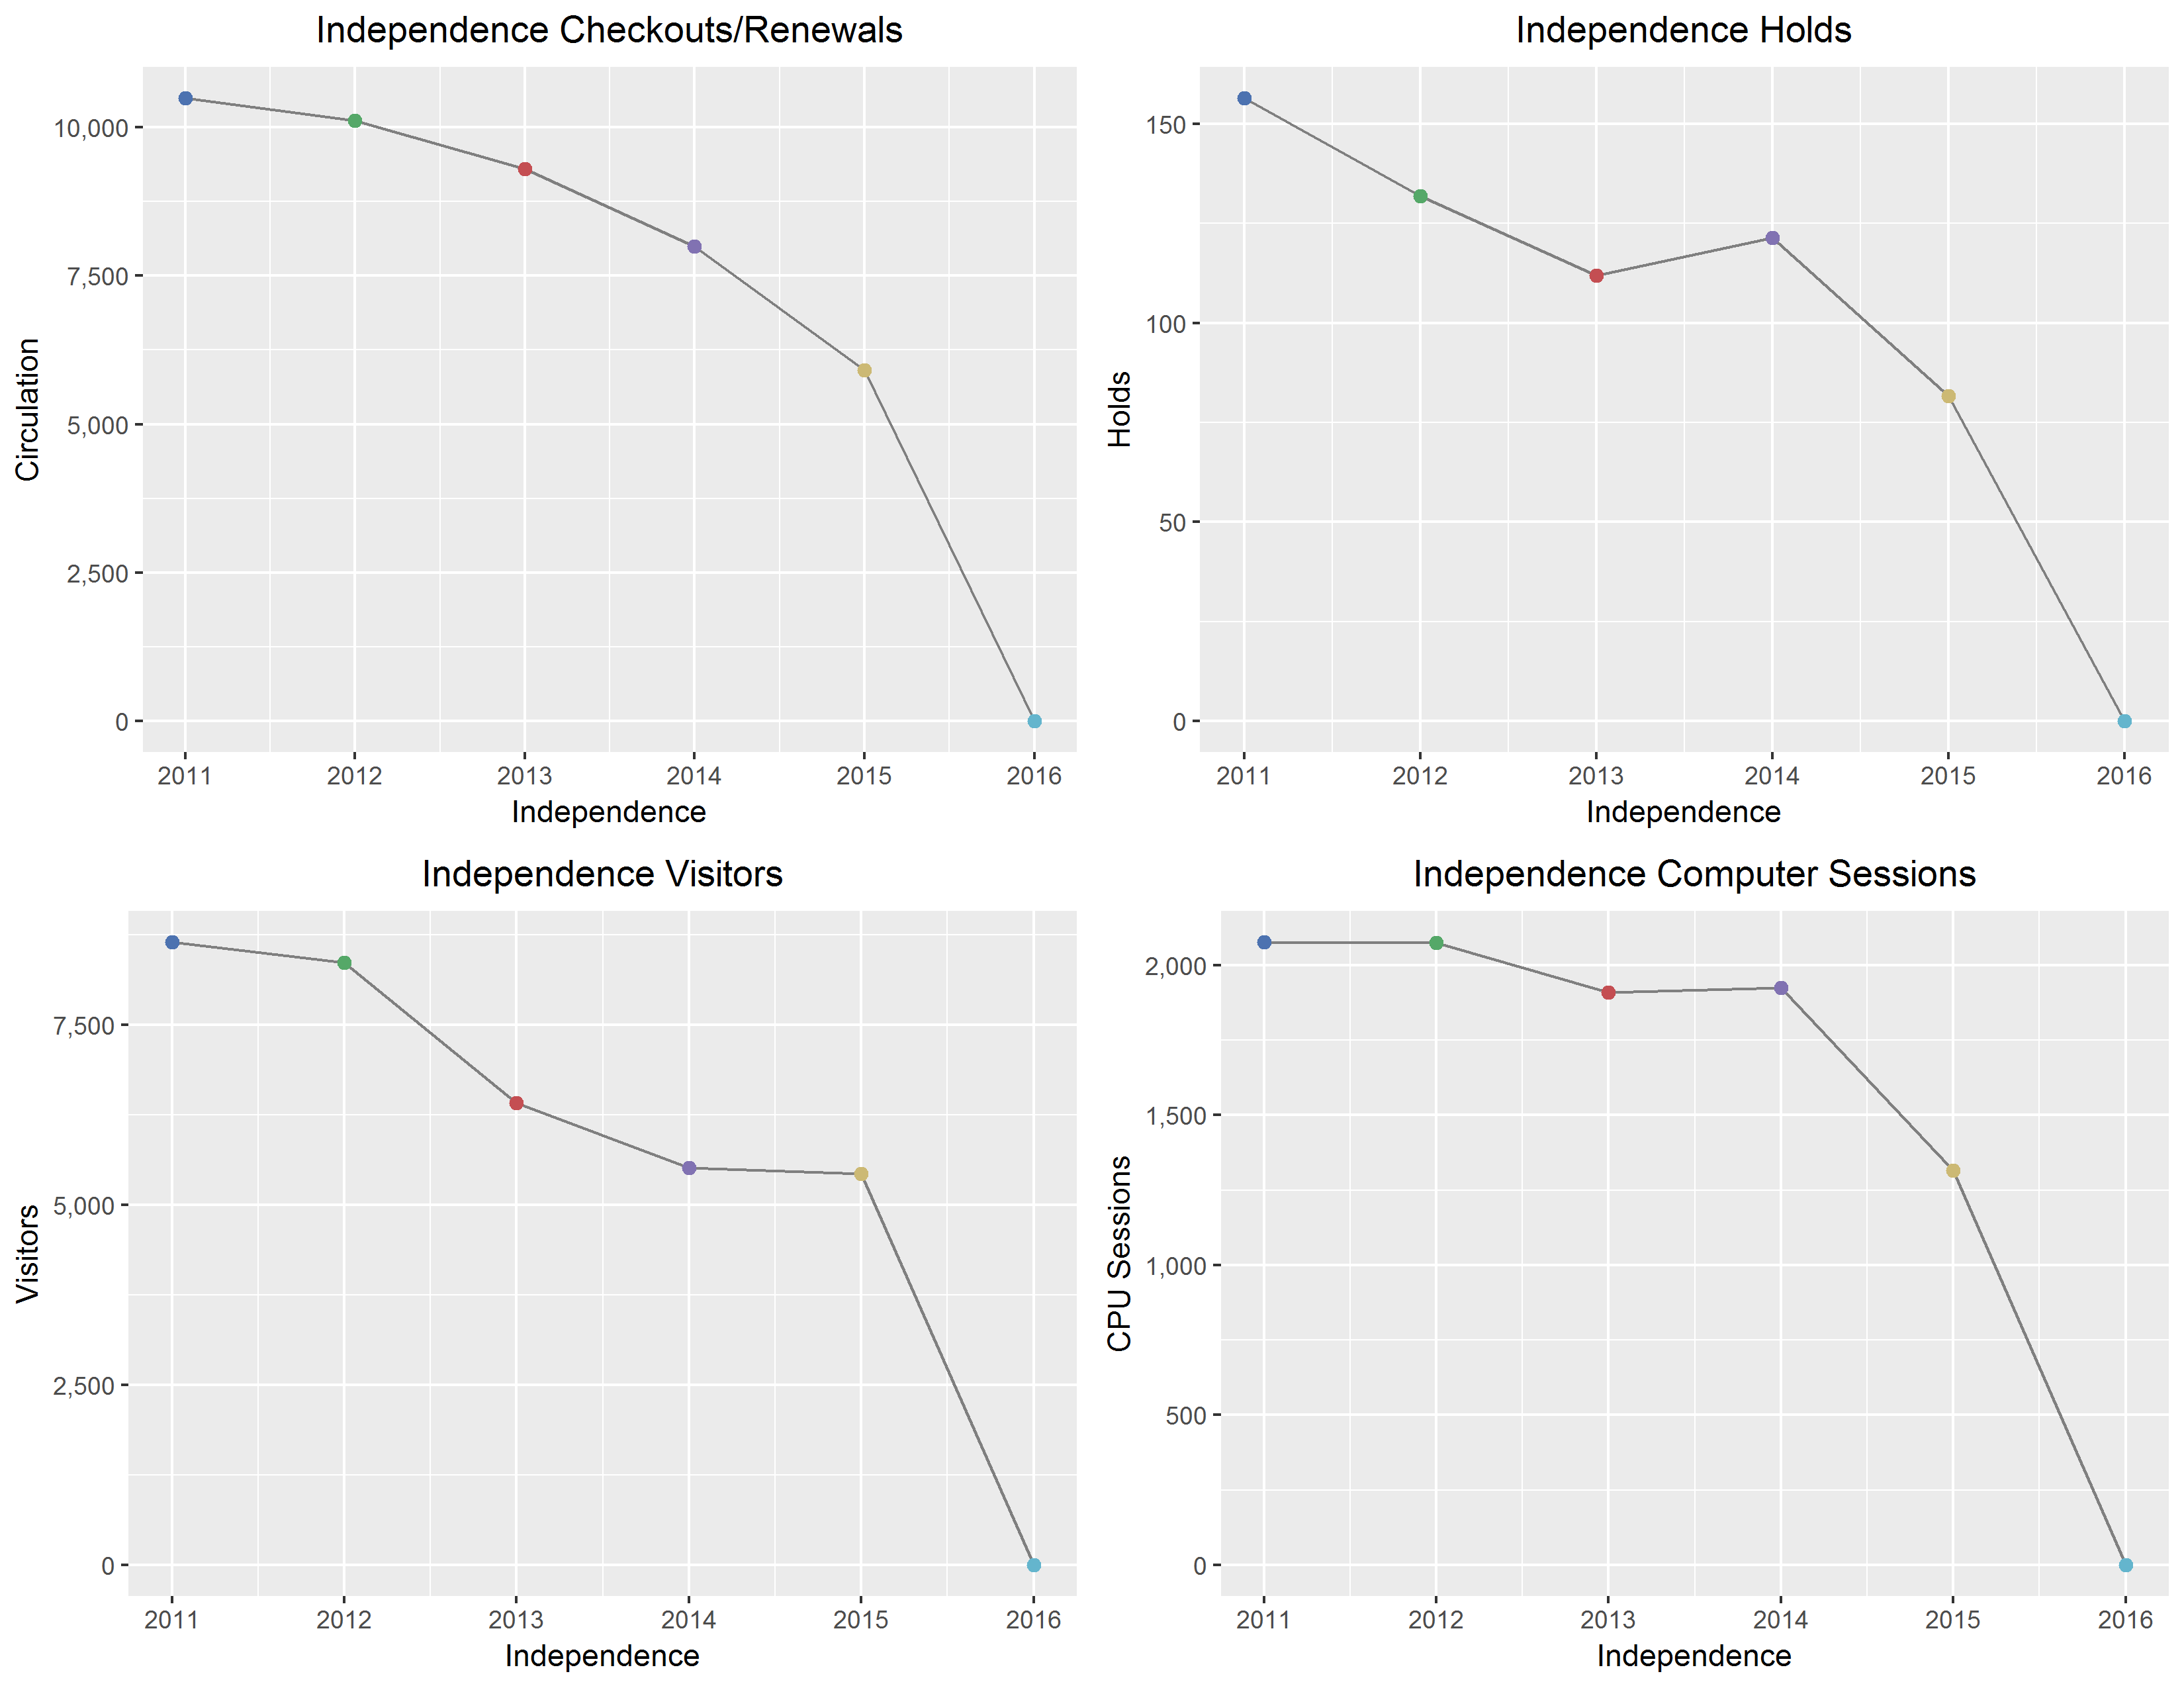 Independence Checkouts/Renewals
10,000
7,500
5,000
2,500
0
Circulation
2011 2012 2013 2014 2015 2016
Independence
Independence Holds
150
100
50
0
Holds
2011 2012 2013 2014 2015 2016
Independence
Independence Visitors
7,500
5,000
2,500
0
Visitors
2011 2012 2013 2014 2015 2016
Independence
Independence Computer Sessions
2,000
1,500
1,000
500
0
CPU Sessions
2011 2012 2013 2014 2015 2016
Independence